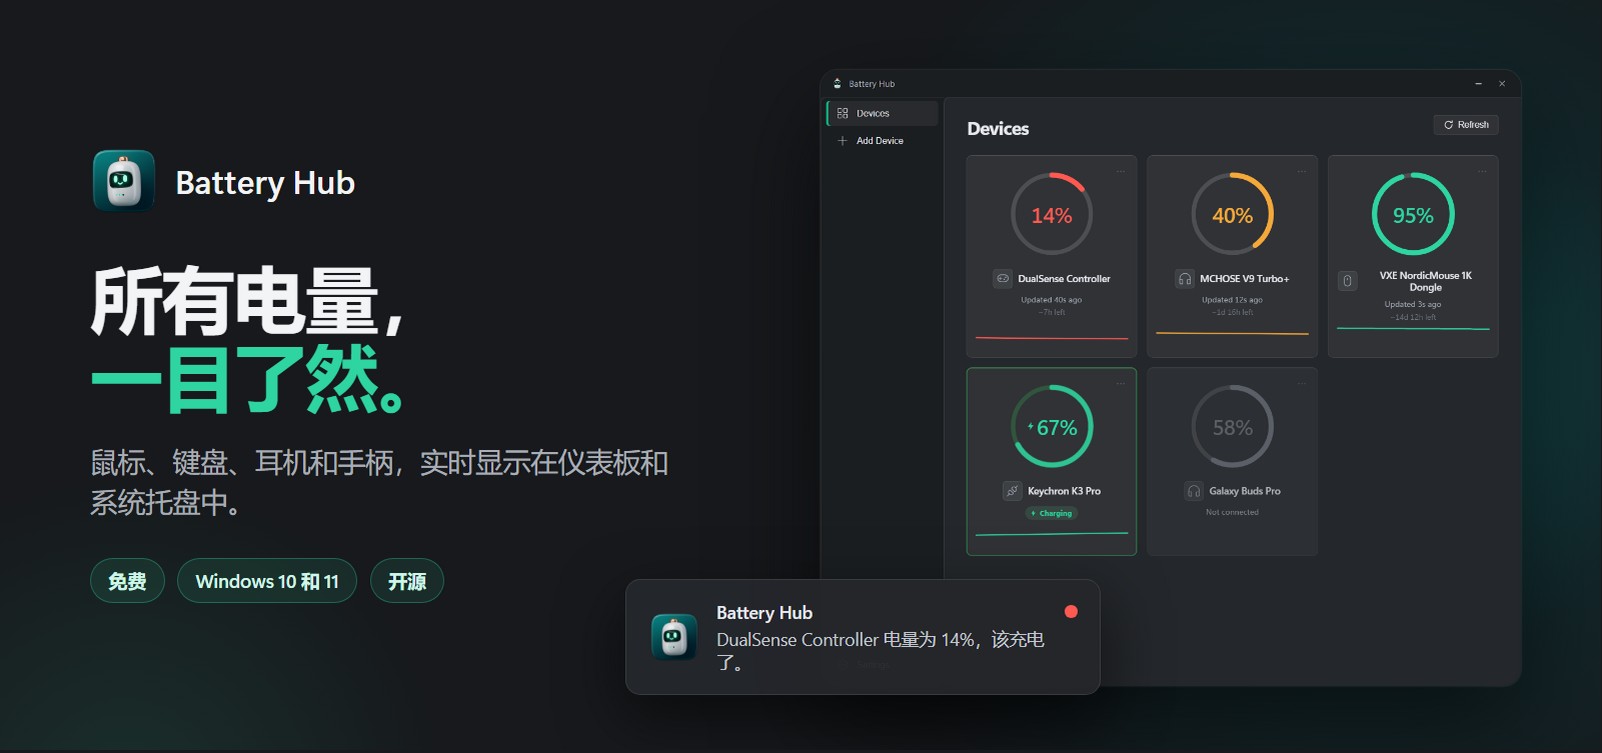 Battery Hub
所有电量，
一目了然。
鼠标、键盘、耳机和手柄，实时显示在仪表板和
系统托盘中。
免费
Windows 10 和 11
开源
Battery Hub
Devices
Add Device
Devices
Refresh
14%
DualSense Controller
Updated 40s ago
~7h left
40%
MCHOSE V9 Turbo+
Updated 12s ago
~1d 16h left
95%
VXE NordicMouse 1K
Dongle
Updated 3s ago
~14d 12h left
67%
Keychron K3 Pro
Charging
58%
Galaxy Buds Pro
Not connected
Battery Hub
DualSense Controller 电量为 14%，该充电
了。